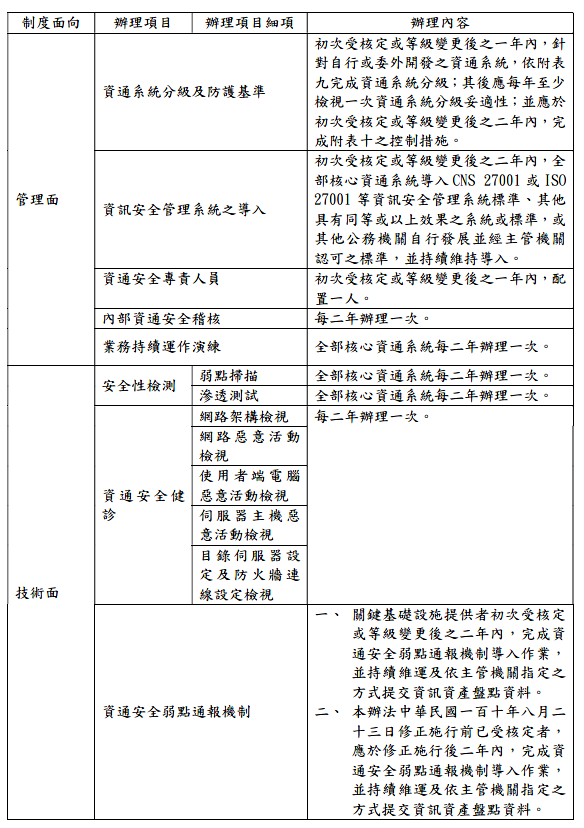 制度面向 辦理項目 辦理項目細項 辦理內容
管理面
資通系統分級及防護基準
初次受核定或等級變更後之一年內，針
對自行或委外開發之資通系統，依附表
九完成資通系統分級；其後應每年至少
檢視一次資通系統分級妥適性；並應於
初次受核定或等級變更後之二年內，完
成附表十之控制措施。
資訊安全管理系統之導入
初次受核定或等級變更後之二年內，全
部核心資通系統導入 CNS 27001 或 ISO
27001 等資訊安全管理系統標準、其他
具有同等或以上效果之系統或標準，或
其他公務機關自行發展並經主管機關
認可之標準，並持續維持導入。
資通安全專責人員
初次受核定或等級變更後之一年內，配
置一人。
內部資通安全稽核 每二年辦理一次。
業務持續運作演練 全部核心資通系統每二年辦理一次。
技術面
安全性檢測
弱點掃描 全部核心資通系統每二年辦理一次。
滲透測試 全部核心資通系統每二年辦理一次。
資通安全健
診
網路架構檢視 每二年辦理一次。
網路惡意活動
檢視
使用者端電腦
惡意活動檢視
伺服器主機惡
意活動檢視
目錄伺服器設
定及防火牆連
線設定檢視
資通安全弱點通報機制
一、 關鍵基礎設施提供者初次受核定
或等級變更後之二年內，完成資
通安全弱點通報機制導入作業，
並持續維運及依主管機關指定之
方式提交資訊資產盤點資料。
二、 本辦法中華民國一百十年八月二
十三日修正施行前已受核定者，
應於修正施行後二年內，完成資
通安全弱點通報機制導入作業，
並持續維運及依主管機關指定之
方式提交資訊資產盤點資料。